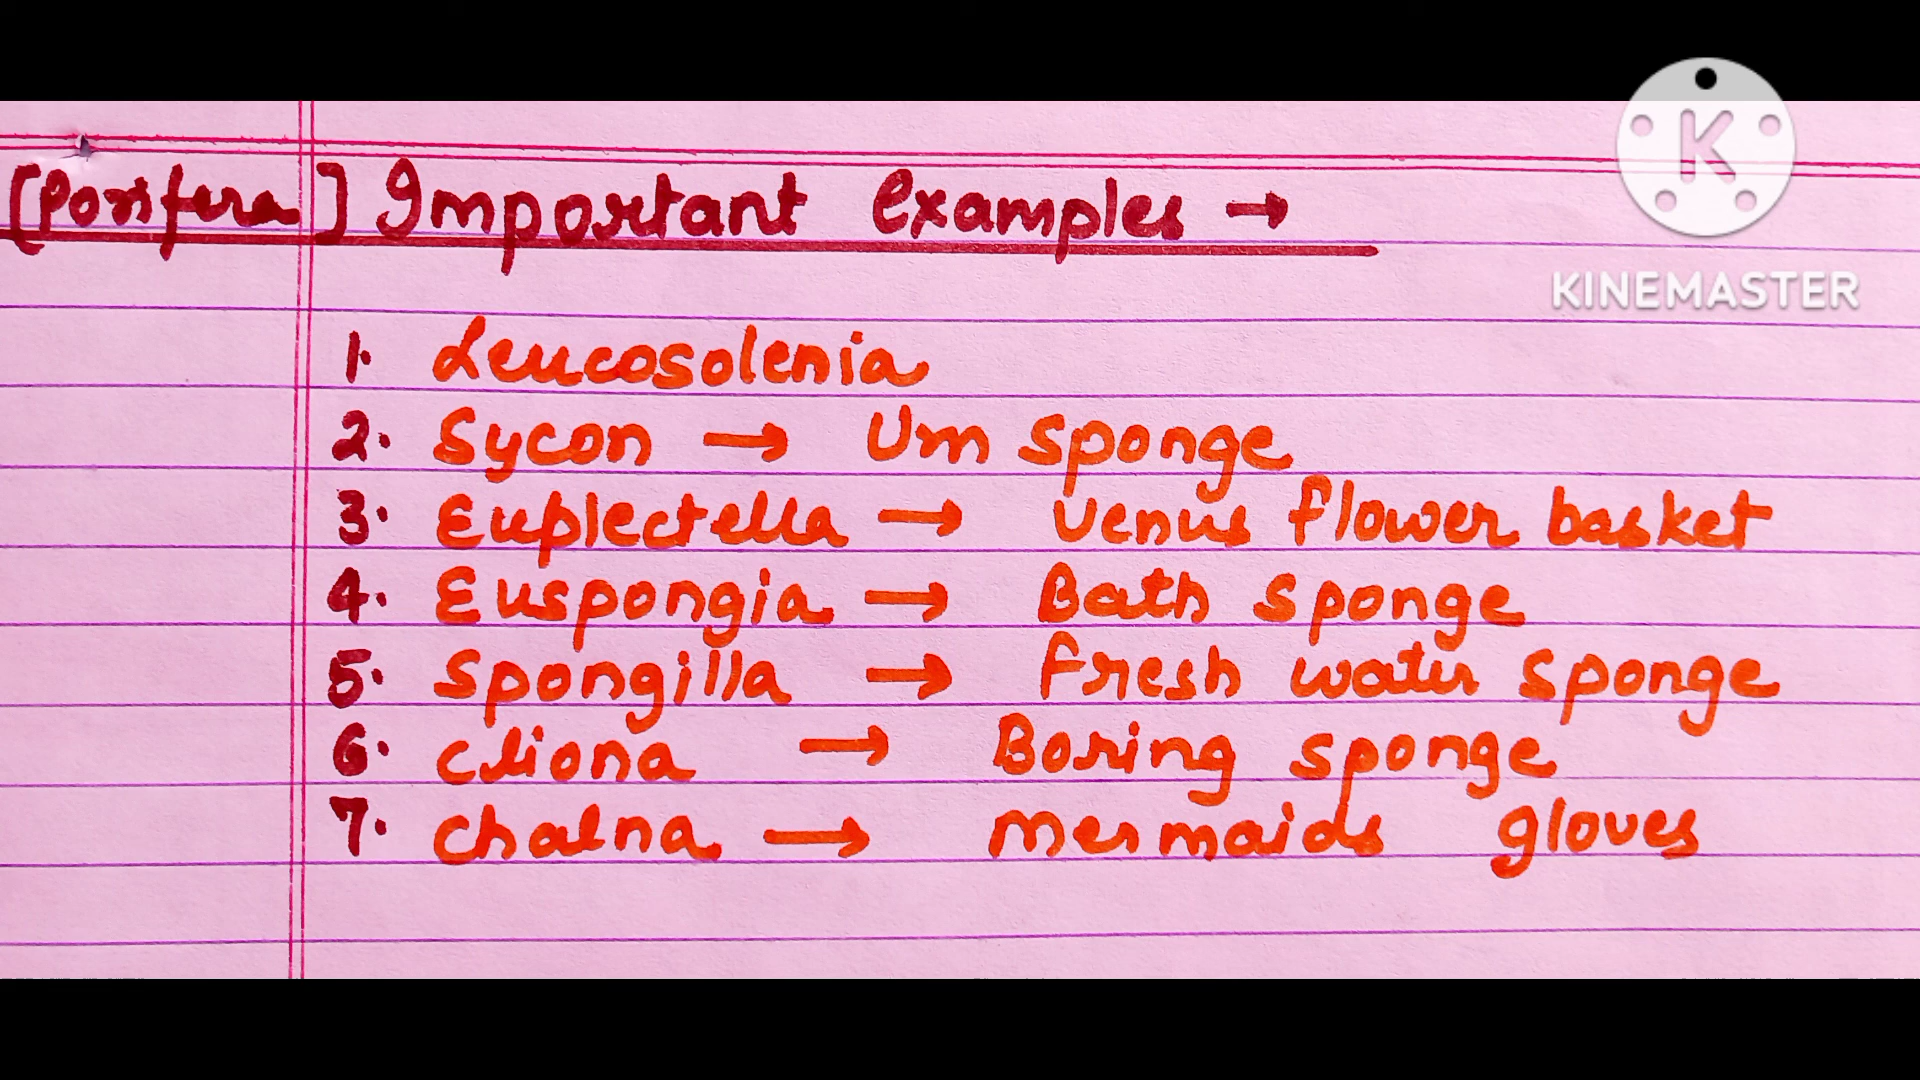 [Porifera] Important Examples →
K
KINEMASTER
1. Leucosolenia
2. Sycon → Urn sponge
3. Euplectella → Venus flower basket
4. Euspongia → Bath sponge
5. Spongilla → Fresh water sponge
6. Cliona → Boring sponge
7. Chalna → Mermaids gloves